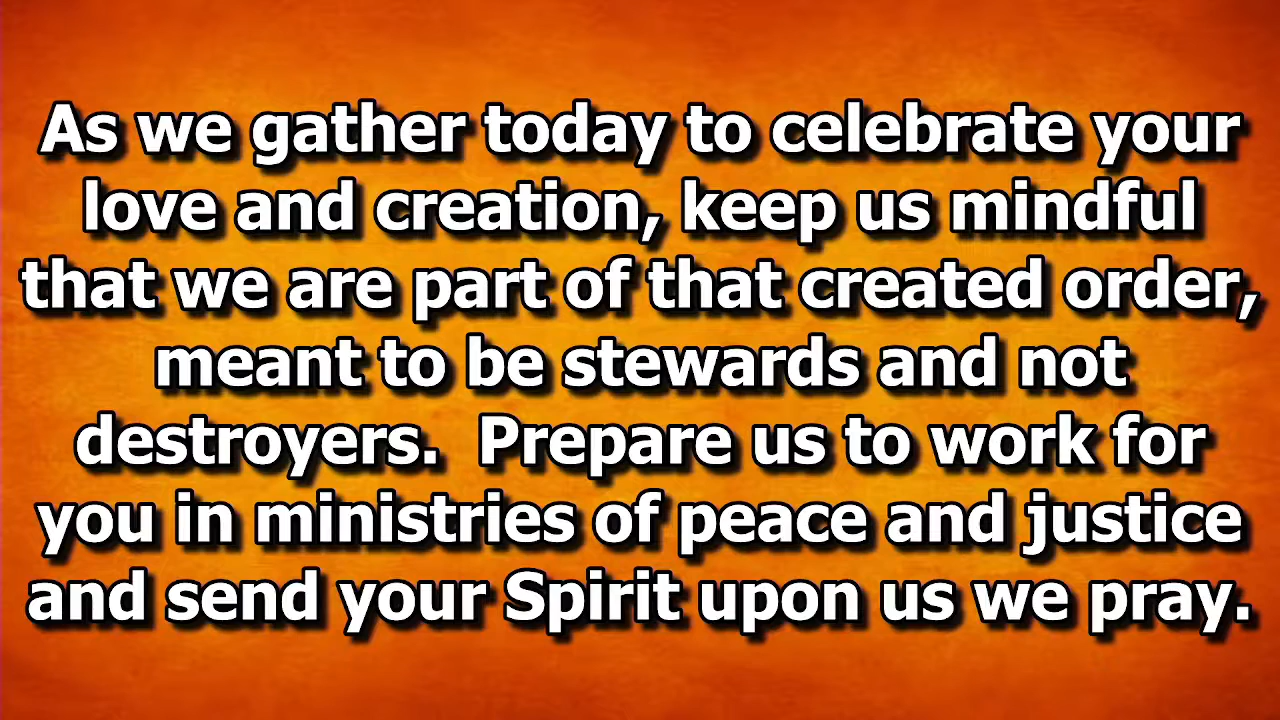 As we gather today to celebrate your
love and creation, keep us mindful
that we are part of that created order,
meant to be stewards and not
destroyers.  Prepare us to work for
you in ministries of peace and justice
and send your Spirit upon us we pray.